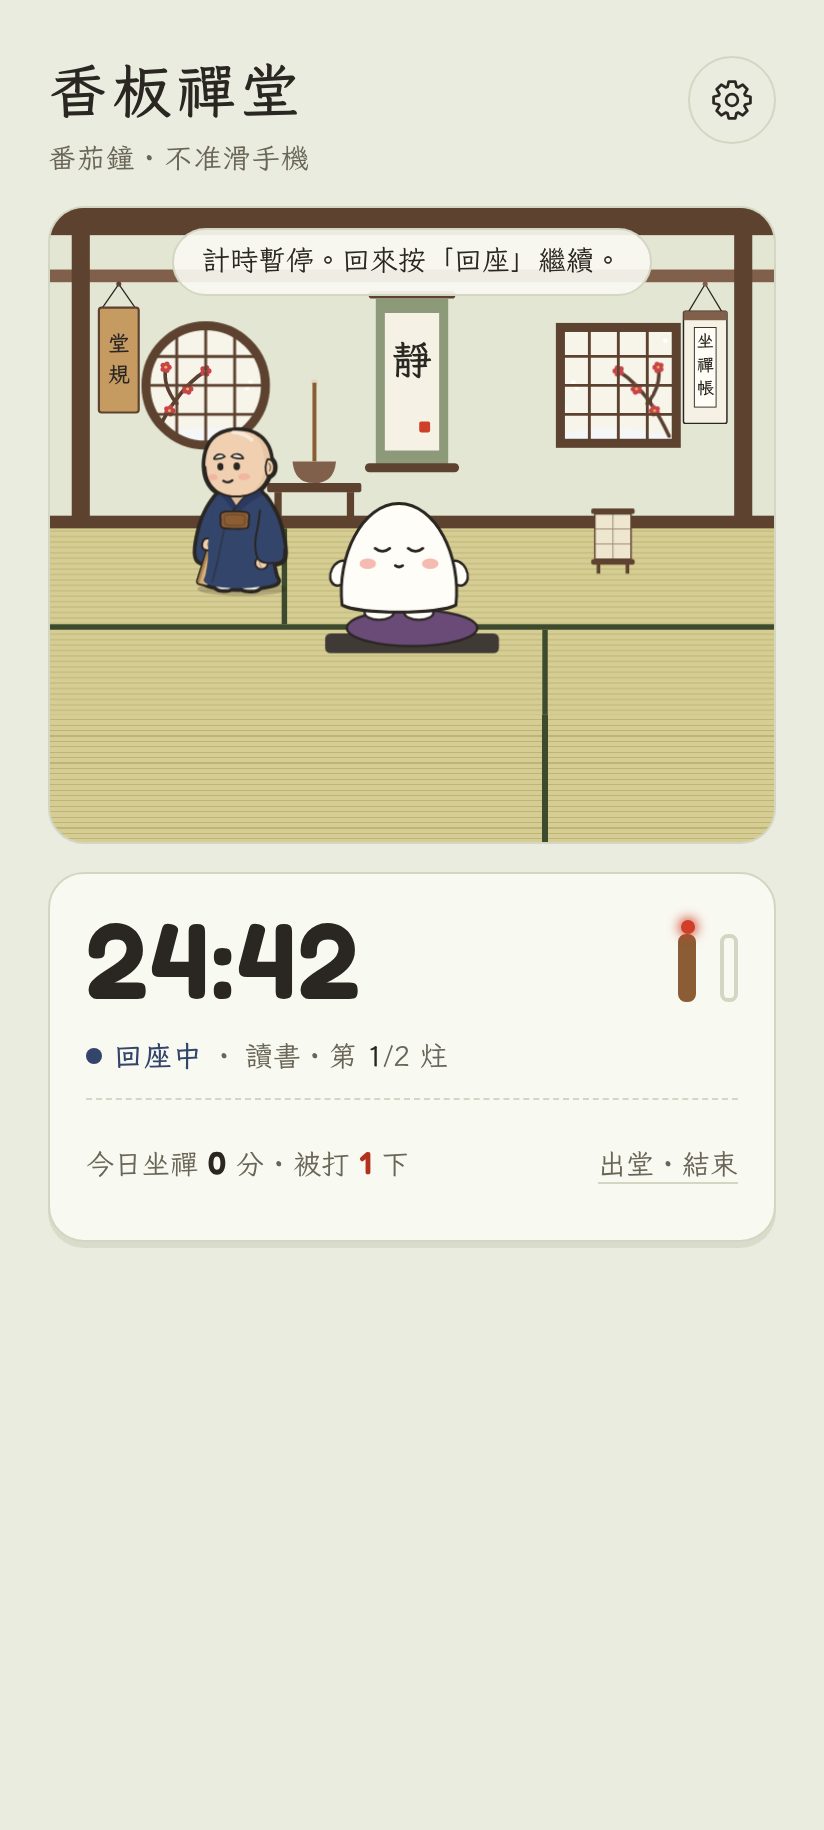 香板禪堂
番茄鐘・不准滑手機
計時暫停。回來按「回座」繼續。
堂規
靜
坐禪帳
24:42
回座中・讀書・第 1/2 炷
今日坐禪 0 分・被打 1 下
出堂・結束